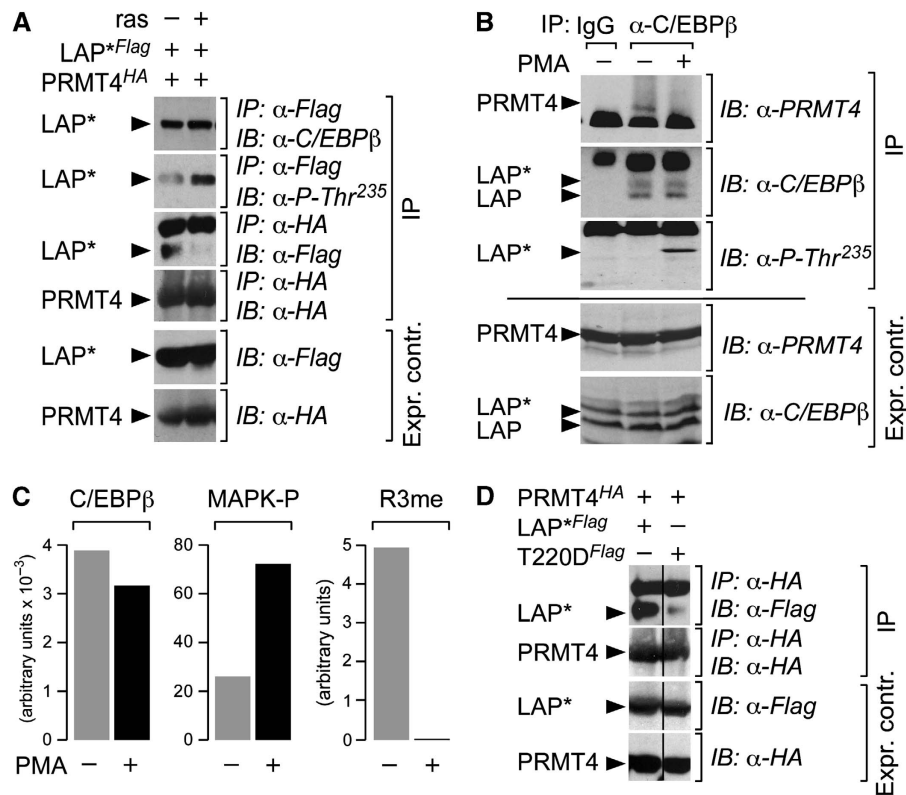 A
ras − +
LAP*Flag + +
PRMT4HA + +
LAP* IP: α-Flag
IB: α-C/EBPβ
LAP* IP: α-Flag
IB: α-P-Thr235
IP: α-HA
LAP* IB: α-Flag
PRMT4 IP: α-HA
IB: α-HA
IP
LAP* IB: α-Flag
PRMT4 IB: α-HA
Expr. contr.
B
IP: IgG α-C/EBPβ
PMA − − +
PRMT4 IB: α-PRMT4
LAP*
LAP IB: α-C/EBPβ
LAP* IB: α-P-Thr235
IP
PRMT4 IB: α-PRMT4
LAP*
LAP IB: α-C/EBPβ
Expr. contr.
C
C/EBPβ MAPK-P R3me
(arbitrary units x 10−3)
4
3
2
1
0
80
60
40
20
0
(arbitrary units)
5
4
3
2
1
0
PMA − + − + − +
D
PRMT4HA + +
LAP*Flag + −
T220DFlag − +
IP: α-HA
LAP* IB: α-Flag
PRMT4 IP: α-HA
IB: α-HA
IP
LAP* IB: α-Flag
PRMT4 IB: α-HA
Expr. contr.